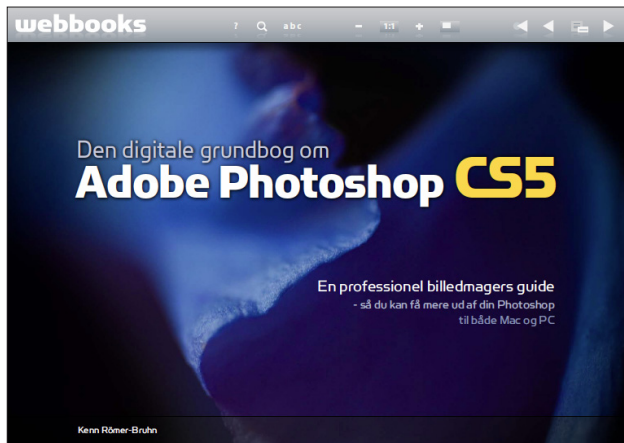 webbooks
? abc 1:1
Den digitale grundbog om
Adobe Photoshop CS5
En professionel billedmagers guide
- så du kan få mere ud af din Photoshop
til både Mac og PC
Kenn Römer-Bruhn